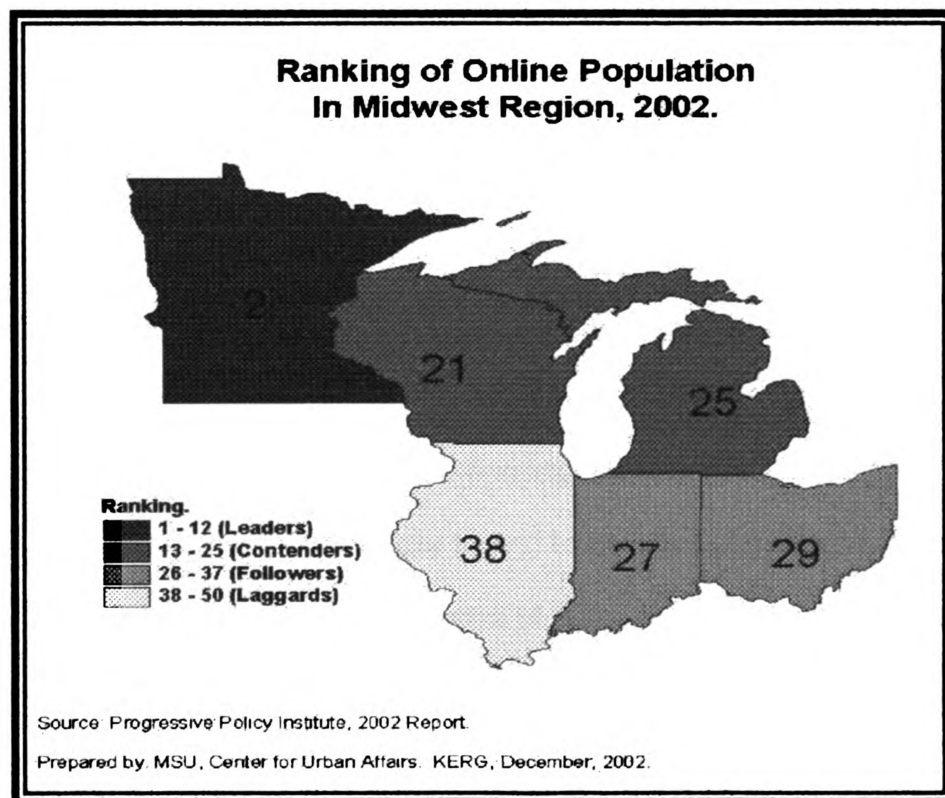 Ranking of Online Population
In Midwest Region, 2002.
2
21
25
38
27
29
Ranking.
1 - 12 (Leaders)
13 - 25 (Contenders)
26 - 37 (Followers)
38 - 50 (Laggards)
Source: Progressive Policy Institute, 2002 Report.
Prepared by: MSU, Center for Urban Affairs. KERG, December, 2002.